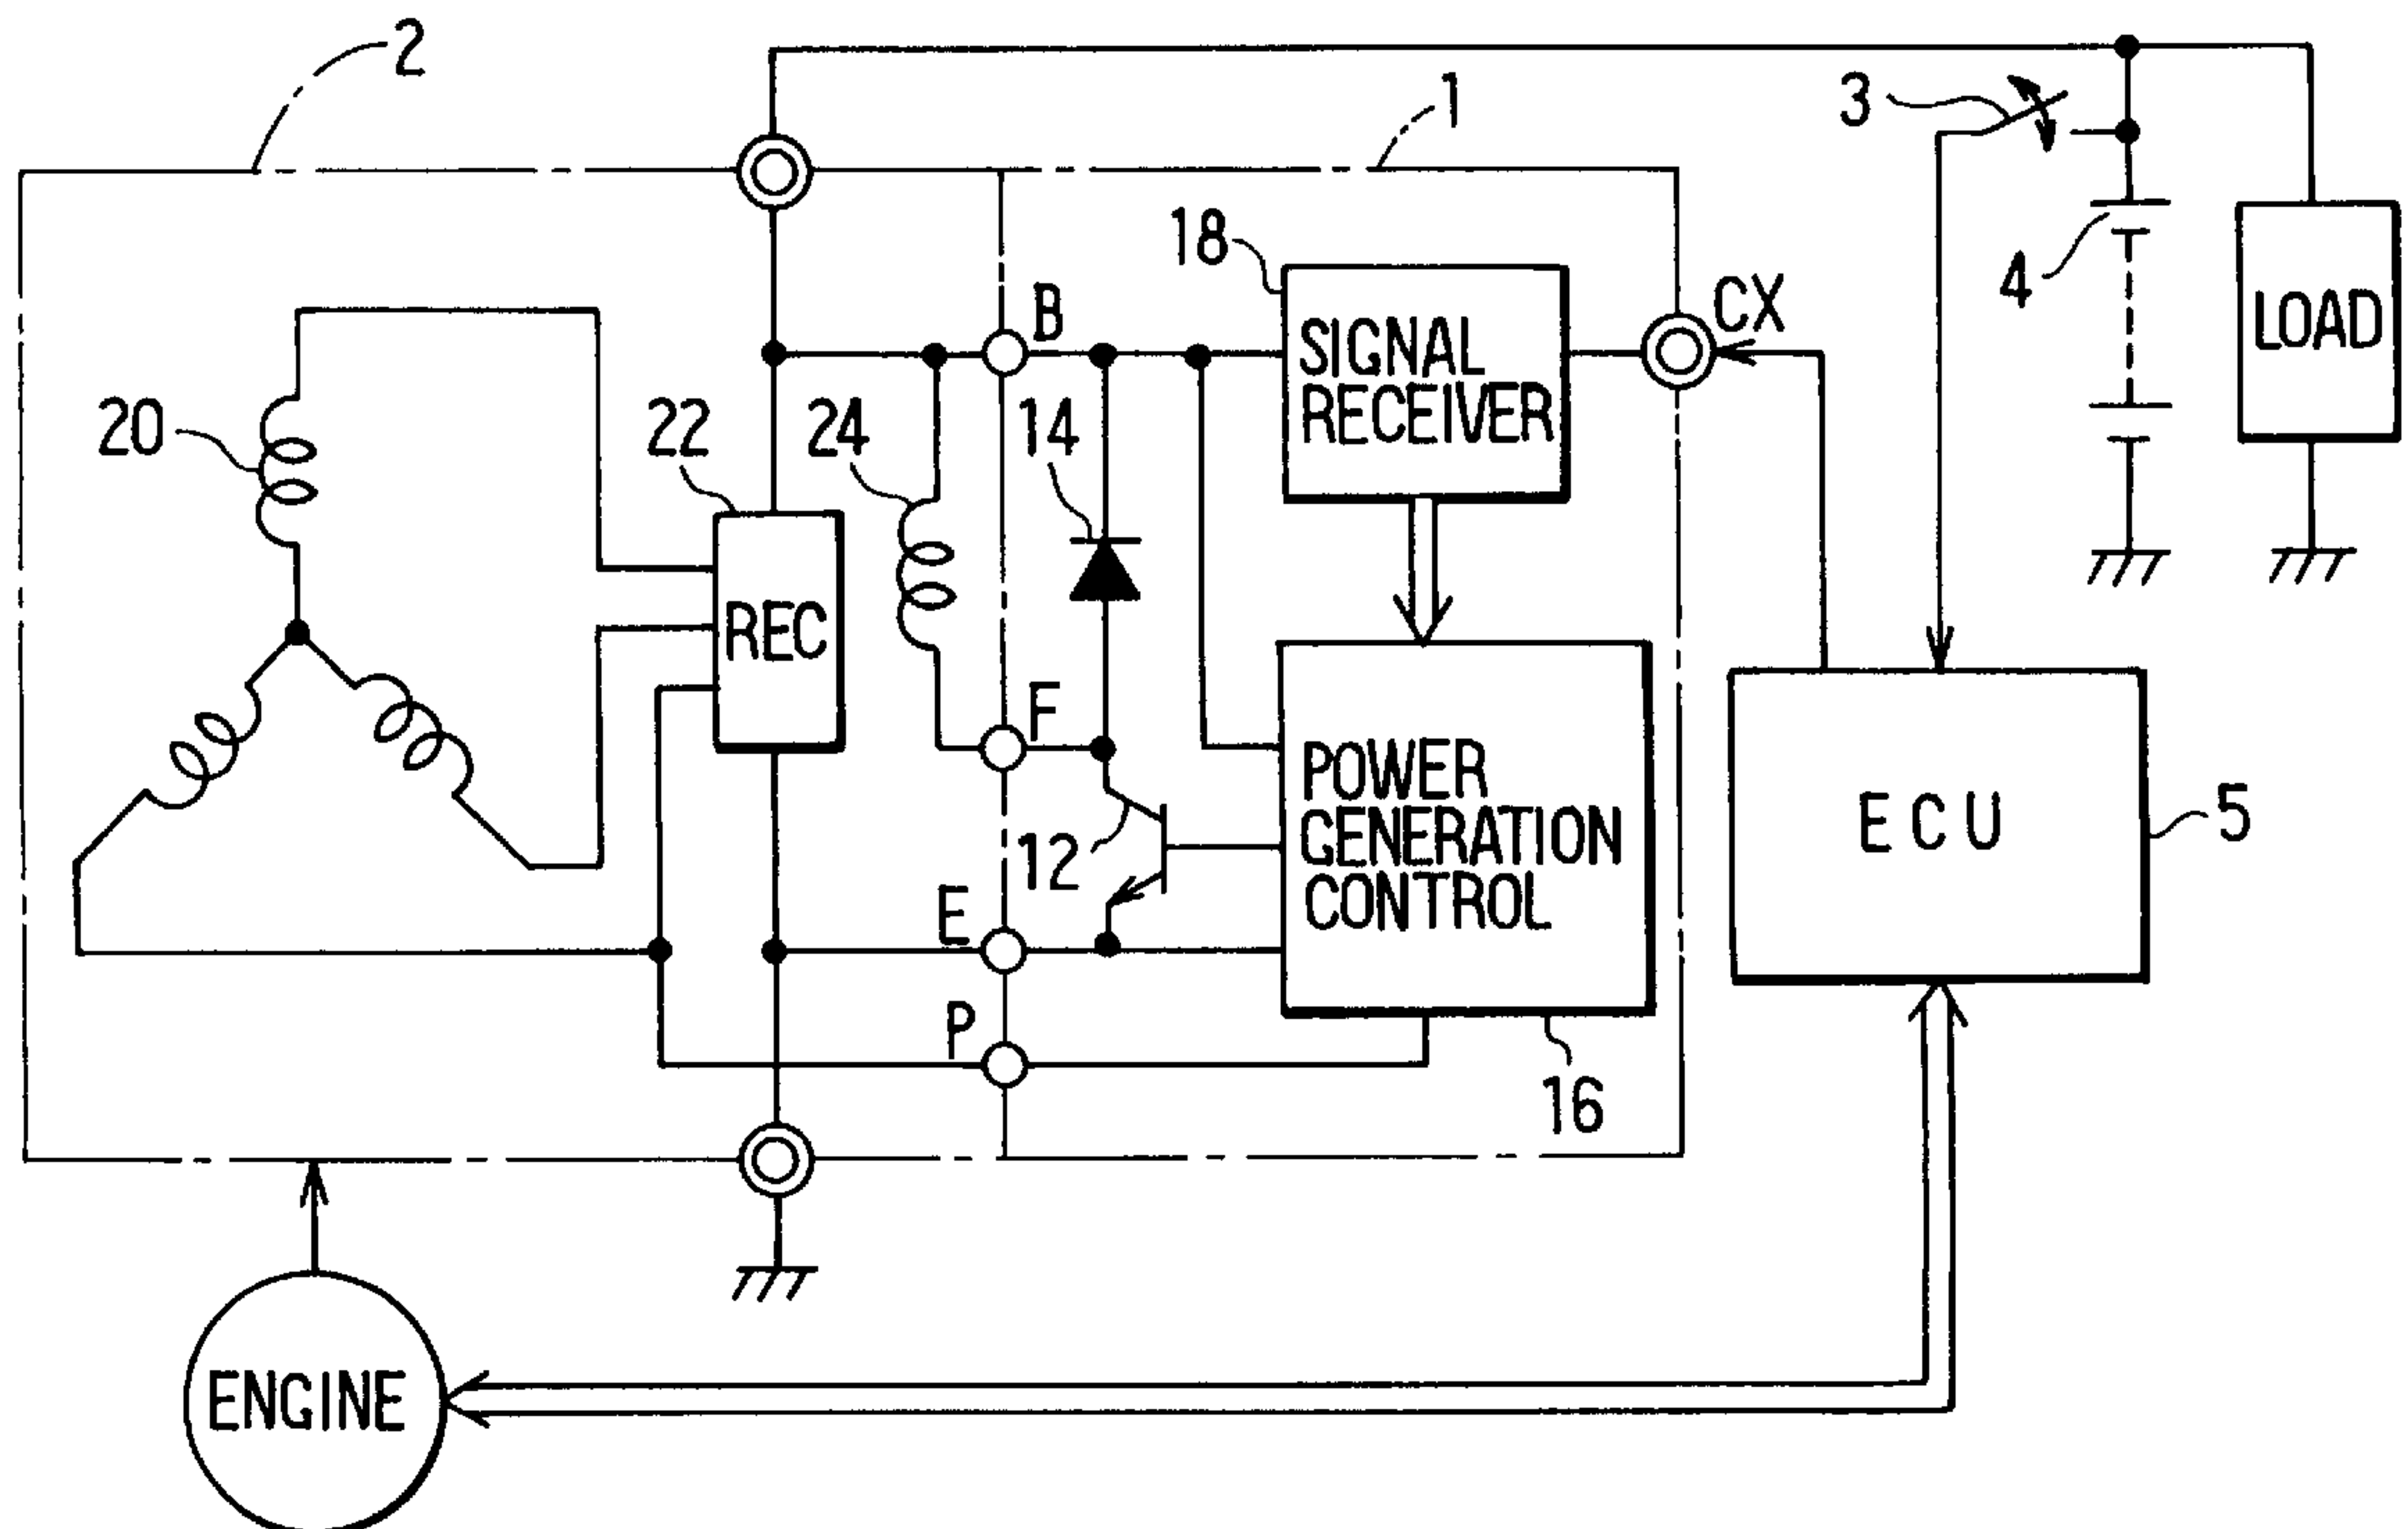 2
1
3
18
B
CX
4
LOAD
SIGNAL
RECEIVER
20
22
24
14
REC
F
POWER
GENERATION
CONTROL
ECU
5
12
E
P
16
ENGINE